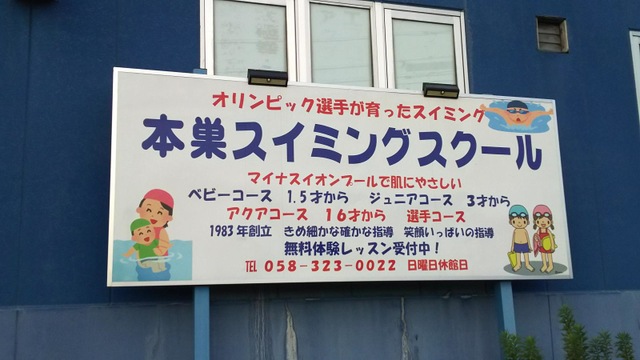 オリンピック選手が育ったスイミング
本巣スイミングスクール
マイナスイオンプールで肌にやさしい
ベビーコース 1.5才から ジュニアコース 3才から
アクアコース 16才から 選手コース
1983年創立 きめ細かな確かな指導 笑顔いっぱいの指導
無料体験レッスン受付中!
TEL 058-323-0022 日曜日休館日